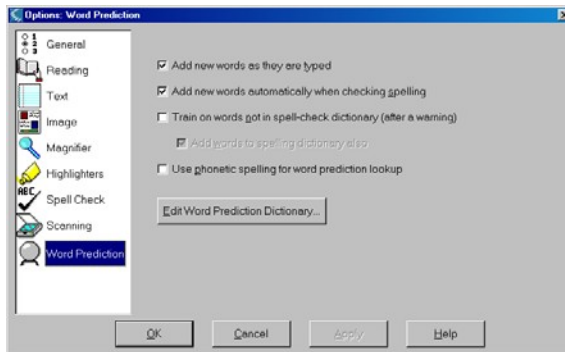 Options: Word Prediction
General
Reading
Text
Image
Magnifier
Highlighters
ABC
Spell Check
Scanning
Word Prediction
Add new words as they are typed
Add new words automatically when checking spelling
Train on words not in spell-check dictionary (after a warning)
Add words to spelling dictionary also
Use phonetic spelling for word prediction lookup
Edit Word Prediction Dictionary...
OK
Cancel
Apply
Help